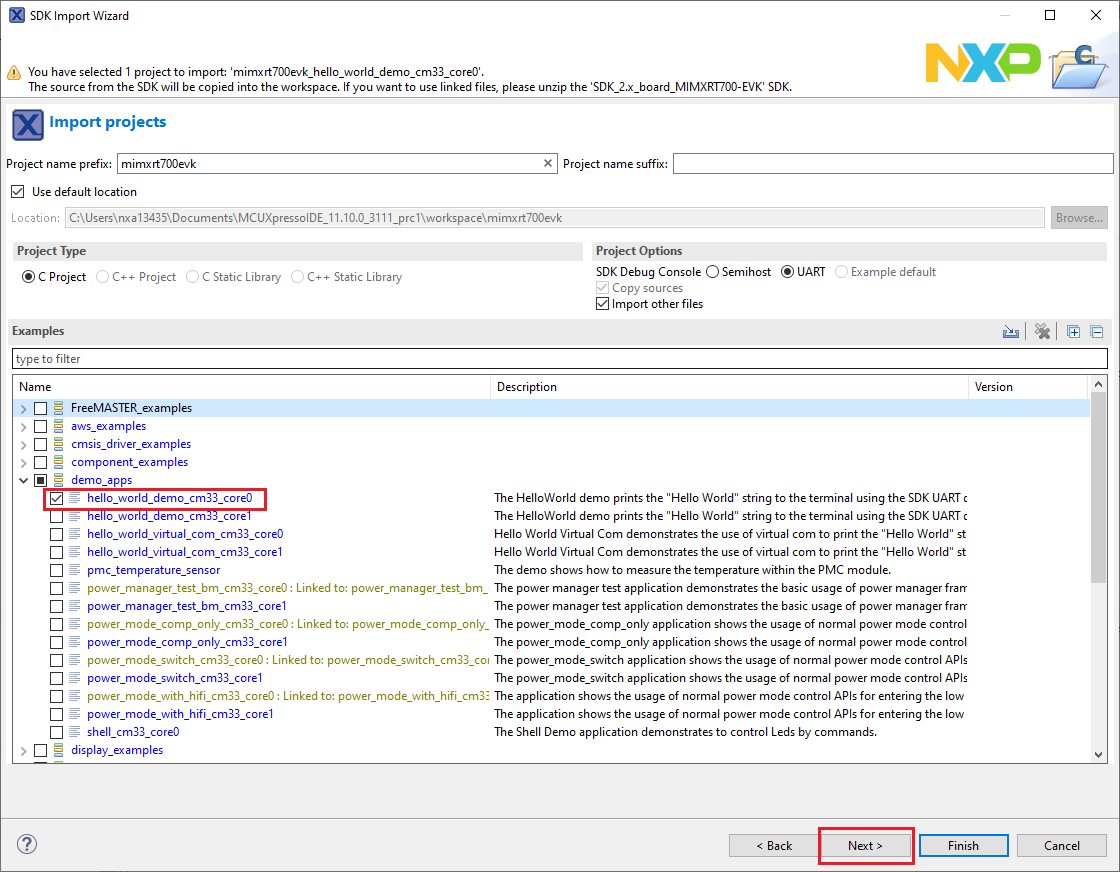 SDK Import Wizard
You have selected 1 project to import: 'mimxrt700evk_hello_world_demo_cm33_core0'.
The source from the SDK will be copied into the workspace. If you want to use linked files, please unzip the 'SDK_2.x_board_MIMXRT700-EVK' SDK.
NXP
Import projects
Project name prefix: mimxrt700evk Project name suffix:
Use default location
Location: C:\Users\nxa13435\Documents\MCUXpressoIDE_11.10.0_3111_prc1\workspace\mimxrt700evk Browse...
Project Type Project Options
C Project C++ Project C Static Library C++ Static Library SDK Debug Console Semihost UART Example default
Copy sources
Import other files
Examples
type to filter
Name Description Version
FreeMASTER_examples
aws_examples
cmsis_driver_examples
component_examples
demo_apps
hello_world_demo_cm33_core0 The HelloWorld demo prints the "Hello World" string to the terminal using the SDK UART c
hello_world_demo_cm33_core1 The HelloWorld demo prints the "Hello World" string to the terminal using the SDK UART c
hello_world_virtual_com_cm33_core0 Hello World Virtual Com demonstrates the use of virtual com to print the "Hello World" st
hello_world_virtual_com_cm33_core1 Hello World Virtual Com demonstrates the use of virtual com to print the "Hello World" st
pmc_temperature_sensor The demo shows how to measure the temperature within the PMC module.
power_manager_test_bm_cm33_core0 : Linked to: power_manager_test_bm_ The power manager test application demonstrates the basic usage of power manager fram
power_manager_test_bm_cm33_core1 The power manager test application demonstrates the basic usage of power manager fram
power_mode_comp_only_cm33_core0 : Linked to: power_mode_comp_only_ The power_mode_comp_only application shows the usage of normal power mode control
power_mode_comp_only_cm33_core1 The power_mode_comp_only application shows the usage of normal power mode control
power_mode_switch_cm33_core0 : Linked to: power_mode_switch_cm33_cor The power_mode_switch application shows the usage of normal power mode control APIs
power_mode_switch_cm33_core1 The power_mode_switch application shows the usage of normal power mode control APIs
power_mode_with_hifi_cm33_core0 : Linked to: power_mode_with_hifi_cm33 The application shows the usage of normal power mode control APIs for entering the low
power_mode_with_hifi_cm33_core1 The application shows the usage of normal power mode control APIs for entering the low
shell_cm33_core0 The Shell Demo application demonstrates to control Leds by commands.
display_examples
? < Back Next > Finish Cancel